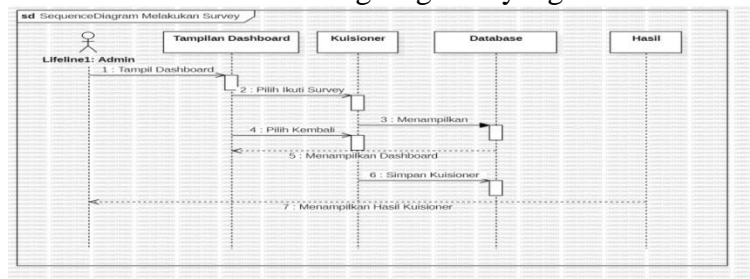 sd SequenceDiagram Melakukan Survey
Tampilan Dashboard
Kuisioner
Database
Hasil
Lifeline1: Admin
1 : Tampil Dashboard
2 : Pilih Ikuti Survey
3 : Menampilkan
4 : Pilih Kembali
5 : Menampilkan Dashboard
6 : Simpan Kuisioner
7 : Menampilkan Hasil Kuisioner